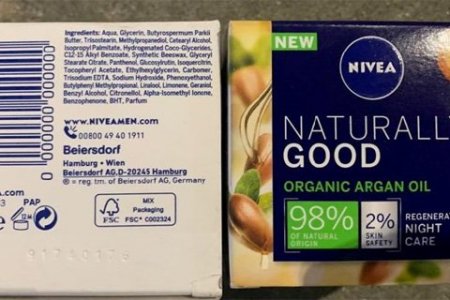 Ingredients: Aqua, Glycerin, Butyrospermum Parkii
Butter, Tristearin, Methylpropanediol, Cetearyl Alcohol,
Isopropyl Palmitate, Hydrogenated Coco-Glycerides,
C12-15 Alkyl Benzoate, Synthetic Beeswax, Glyceryl
Stearate Citrate, Panthenol, Glucosylrutin, Isoquercitrin,
Tocopheryl Acetate, Ethylhexylglycerin, Carbomer,
Trisodium EDTA, Sodium Hydroxide, Phenoxyethanol,
Butylphenyl Methylpropional, Linalool, Limonene, Geraniol,
Benzyl Alcohol, Citronellol, Alpha-Isomethyl Ionone,
Benzophenone, BHT, Parfum
www.NIVEAMEN.com
00800 49 40 1911
Beiersdorf
Hamburg • Wien
Beiersdorf AG,D-20245 Hamburg
® = reg. tm. of Beiersdorf AG, Germany
PAP
12 M
FSC
MIX
Packaging
FSC® C002324
91740176
NEW
NIVEA
NATURALLY
GOOD
ORGANIC ARGAN OIL
98%
OF NATURAL
ORIGIN
2%
SKIN
SAFETY
NIGHT
CARE